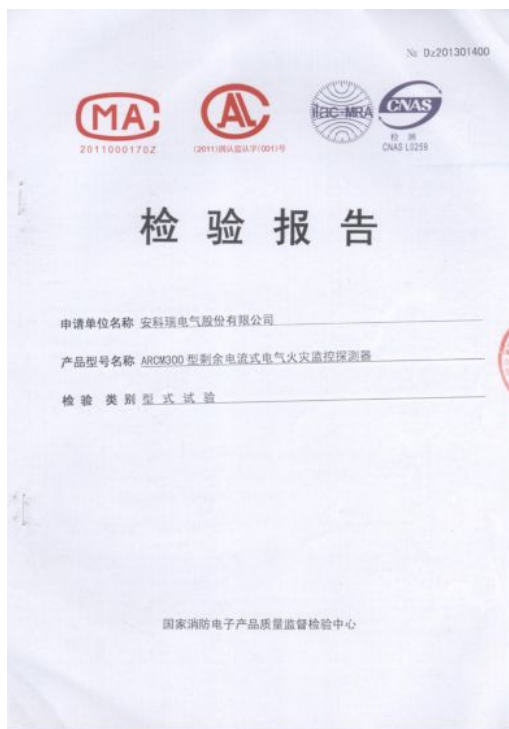 № Dz201301400
MA
2011000170Z
AL
(2011)国认监认字(001)号
ilac-MRA
CNAS
检 测
CNAS L0259
检 验 报 告
申请单位名称 安科瑞电气股份有限公司
产品型号名称 ARCM300 型剩余电流式电气火灾监控探测器
检 验 类 别 型 式 试 验
国家消防电子产品质量监督检验中心